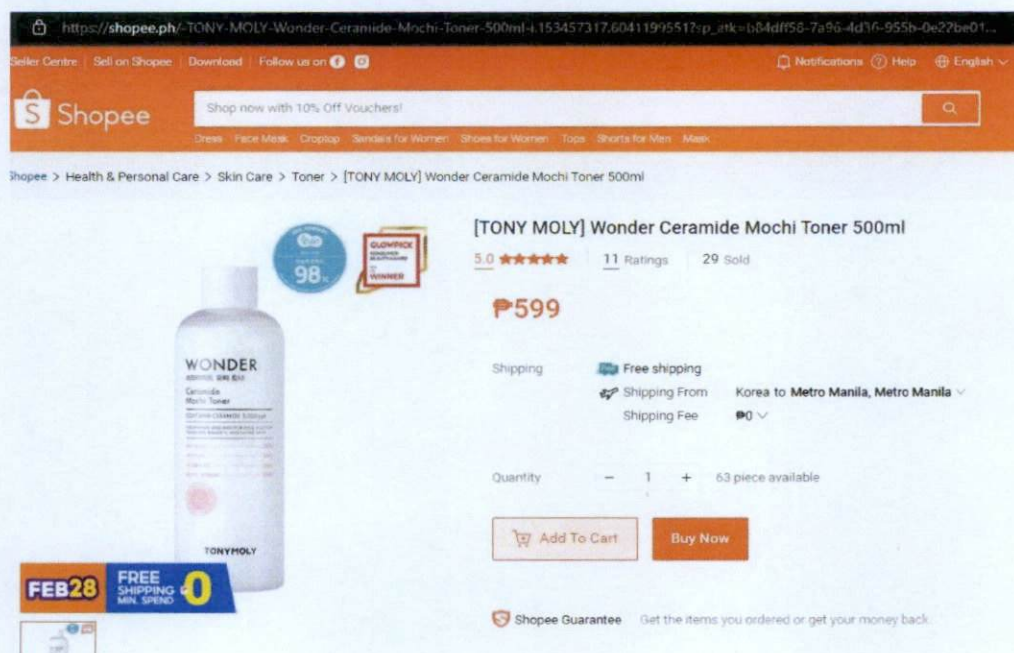 https://shopee.ph/-TONY-MOLY-Wonder-Ceramide-Mochi-Toner-500ml-i.153457317.6041199551?sp_atk=b84dff58-7a96-4d36-955b-0e22be01...
Seller Centre Sell on Shopee Download Follow us on Notifications Help English
Shopee
Shop now with 10% Off Vouchers!
Dress Face Mask Croptop Sandals for Women Shoes for Women Tops Shorts for Men Mask
Shopee > Health & Personal Care > Skin Care > Toner > [TONY MOLY] Wonder Ceramide Mochi Toner 500ml
[TONY MOLY] Wonder Ceramide Mochi Toner 500ml
5.0 ★★★★★ 11 Ratings 29 Sold
₱599
98%
GLOWPICK
WINNER
WONDER
Ceramide
Mochi Toner
TONYMOLY
Shipping Free shipping
Shipping From Korea to Metro Manila, Metro Manila
Shipping Fee ₱0
Quantity − 1 + 63 piece available
Add To Cart Buy Now
FEB28 FREE SHIPPING MIN. SPEND ₱0
Shopee Guarantee Get the items you ordered or get your money back.